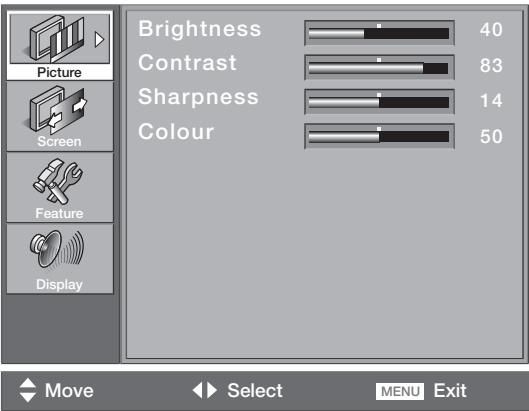 Picture
Screen
Feature
Display
Brightness 40
Contrast 83
Sharpness 14
Colour 50
Move Select MENU Exit